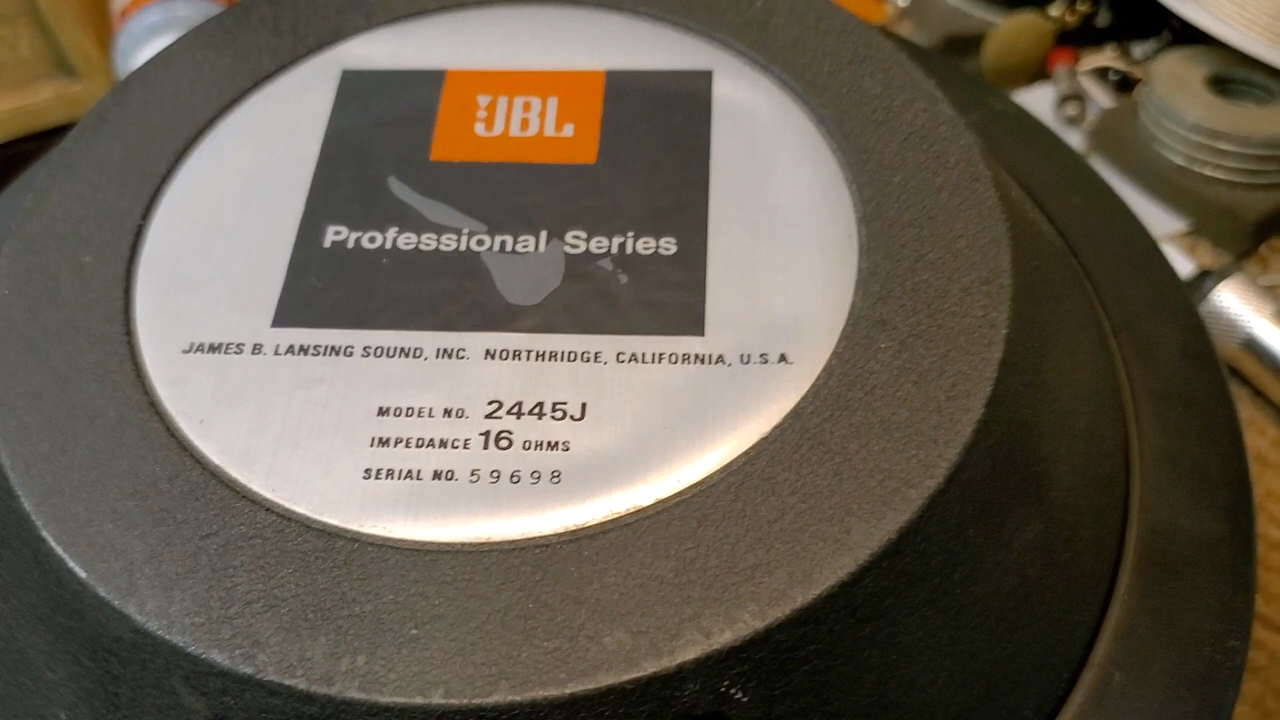 JBL
Professional Series
JAMES B. LANSING SOUND, INC. NORTHRIDGE, CALIFORNIA, U.S.A.
MODEL NO. 2445J
IMPEDANCE 16 OHMS
SERIAL NO. 59698